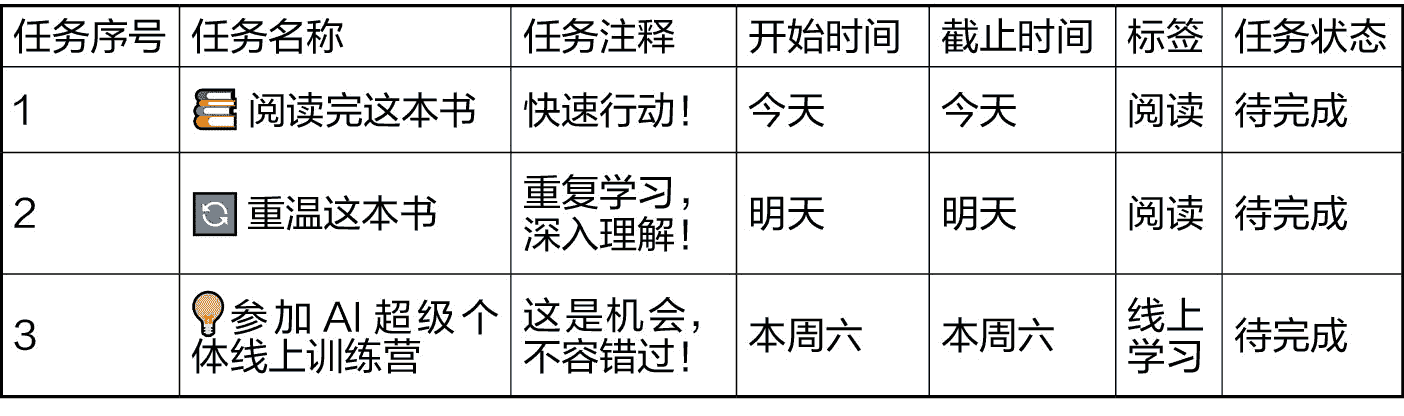 任务序号 任务名称 任务注释 开始时间 截止时间 标签 任务状态
1 阅读完这本书 快速行动！ 今天 今天 阅读 待完成
2 重温这本书 重复学习，
深入理解！ 明天 明天 阅读 待完成
3 参加 AI 超级个
体线上训练营 这是机会，
不容错过！ 本周六 本周六 线上
学习 待完成